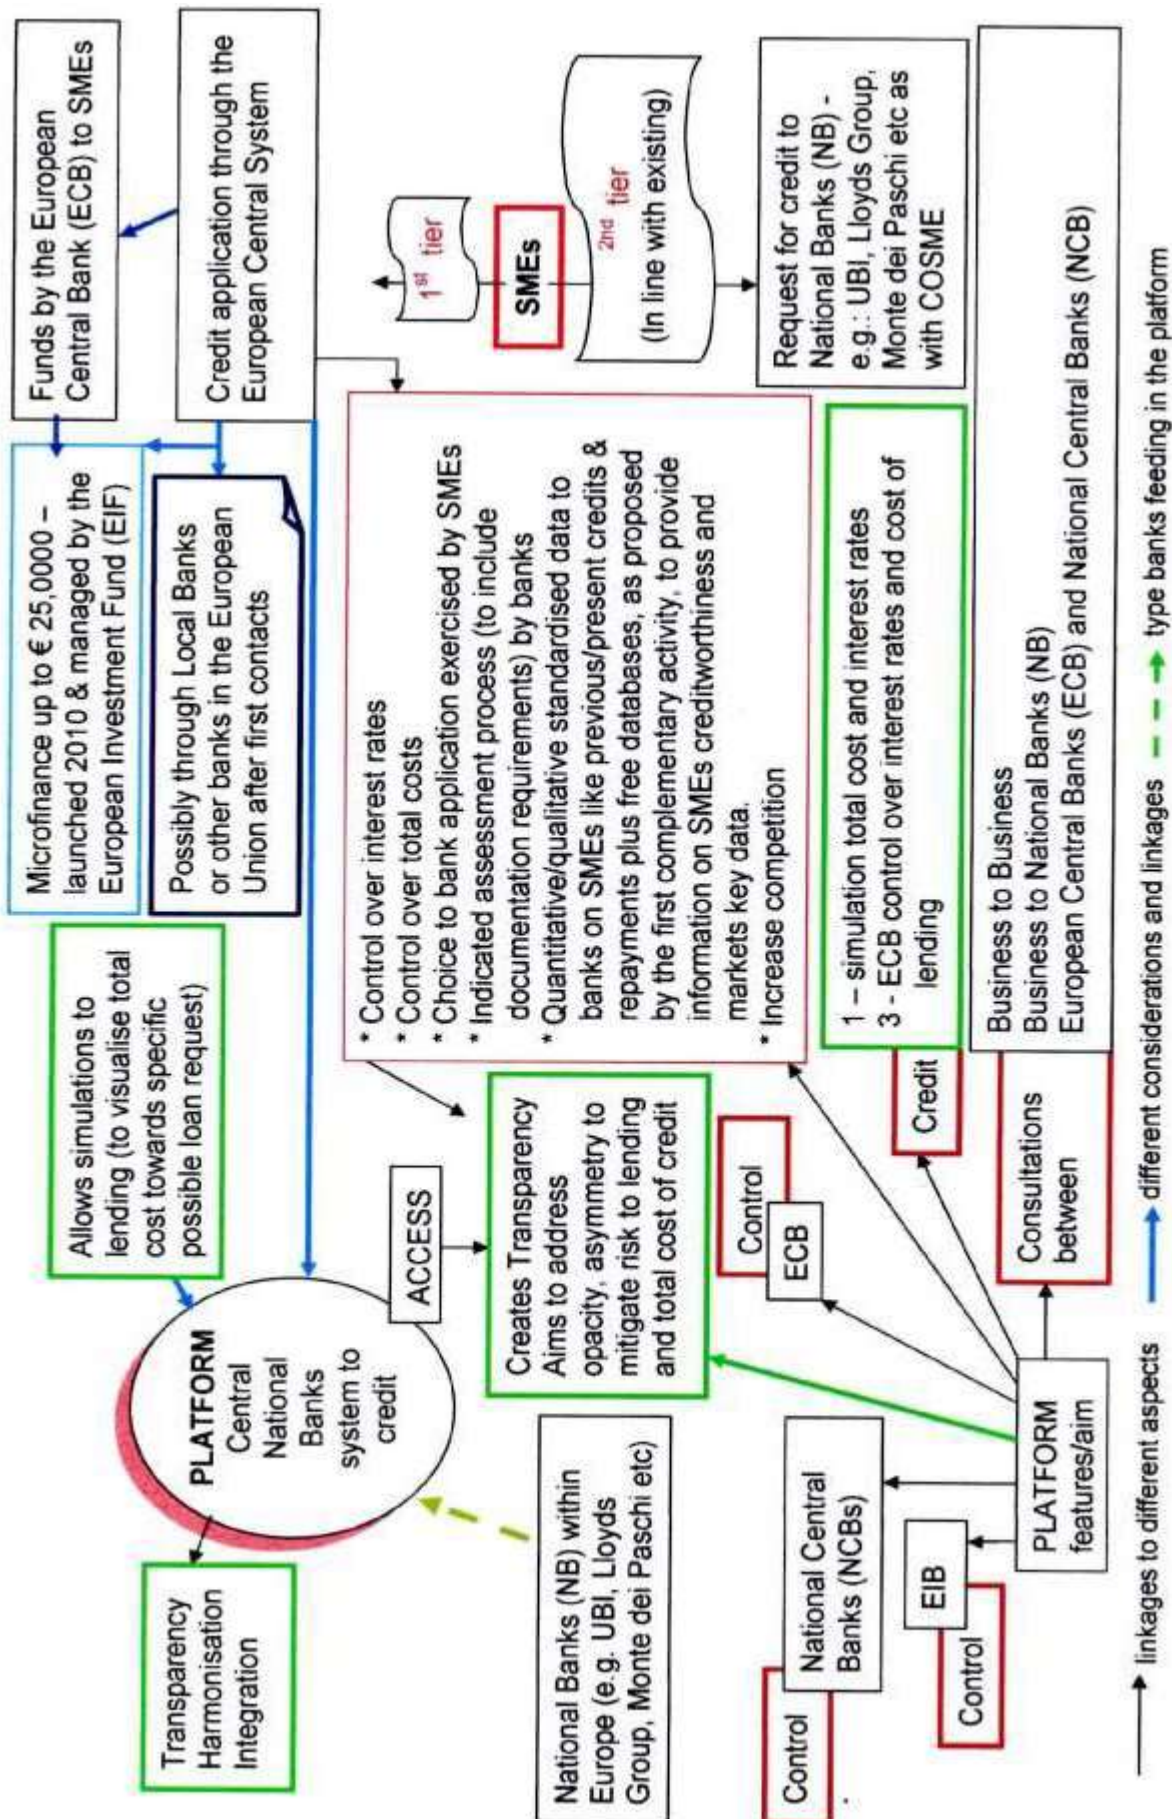 Transparency
Harmonisation
Integration
PLATFORM
Central
National
Banks
system to
credit
Allows simulations to
lending (to visualise total
cost towards specific
possible loan request)
Microfinance up to € 25,0000 –
launched 2010 & managed by the
European Investment Fund (EIF)
Funds by the European
Central Bank (ECB) to SMEs
Possibly through Local Banks
or other banks in the European
Union after first contacts
Credit application through the
European Central System
ACCESS
National Banks (NB) within
Europe (e.g. UBI, Lloyds
Group, Monte dei Paschi etc)
Creates Transparency
Aims to address
opacity, asymmetry to
mitigate risk to lending
and total cost of credit
* Control over interest rates
* Control over total costs
* Choice to bank application exercised by SMEs
* Indicated assessment process (to include
documentation requirements) by banks
* Quantitative/qualitative standardised data to
banks on SMEs like previous/present credits &
repayments plus free databases, as proposed
by the first complementary activity, to provide
information on SMEs creditworthiness and
markets key data.
* Increase competition
1st tier
SMEs
2nd tier
(In line with existing)
Request for credit to
National Banks (NB) -
e.g.: UBI, Lloyds Group,
Monte dei Paschi etc as
with COSME
Control
National Central
Banks (NCBs)
EIB
Control
Control
ECB
Credit
1 – simulation total cost and interest rates
3 - ECB control over interest rates and cost of
lending
PLATFORM
features/aim
Consultations
between
Business to Business
Business to National Banks (NB)
European Central Banks (ECB) and National Central Banks (NCB)
linkages to different aspects
different considerations and linkages
type banks feeding in the platform